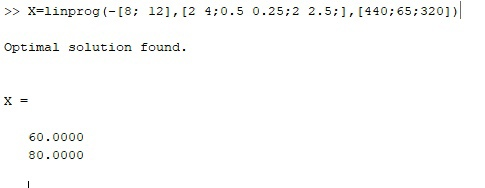 >> X=linprog(-[8; 12],[2 4;0.5 0.25;2 2.5;],[440;65;320])
Optimal solution found.
X =
60.0000
80.0000